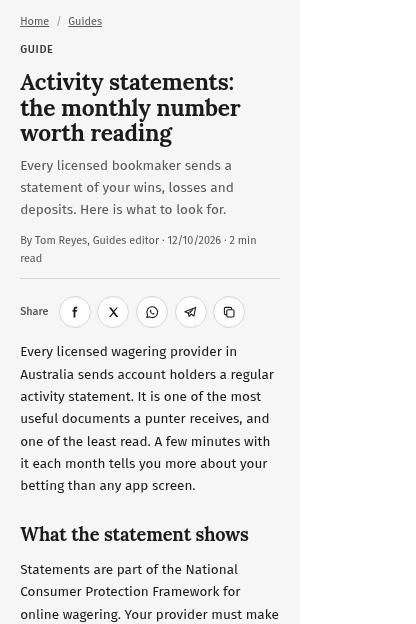 Home / Guides
GUIDE
Activity statements:
the monthly number
worth reading
Every licensed bookmaker sends a
statement of your wins, losses and
deposits. Here is what to look for.
By Tom Reyes, Guides editor · 12/10/2026 · 2 min
read
Share
Every licensed wagering provider in
Australia sends account holders a regular
activity statement. It is one of the most
useful documents a punter receives, and
one of the least read. A few minutes with
it each month tells you more about your
betting than any app screen.
What the statement shows
Statements are part of the National
Consumer Protection Framework for
online wagering. Your provider must make